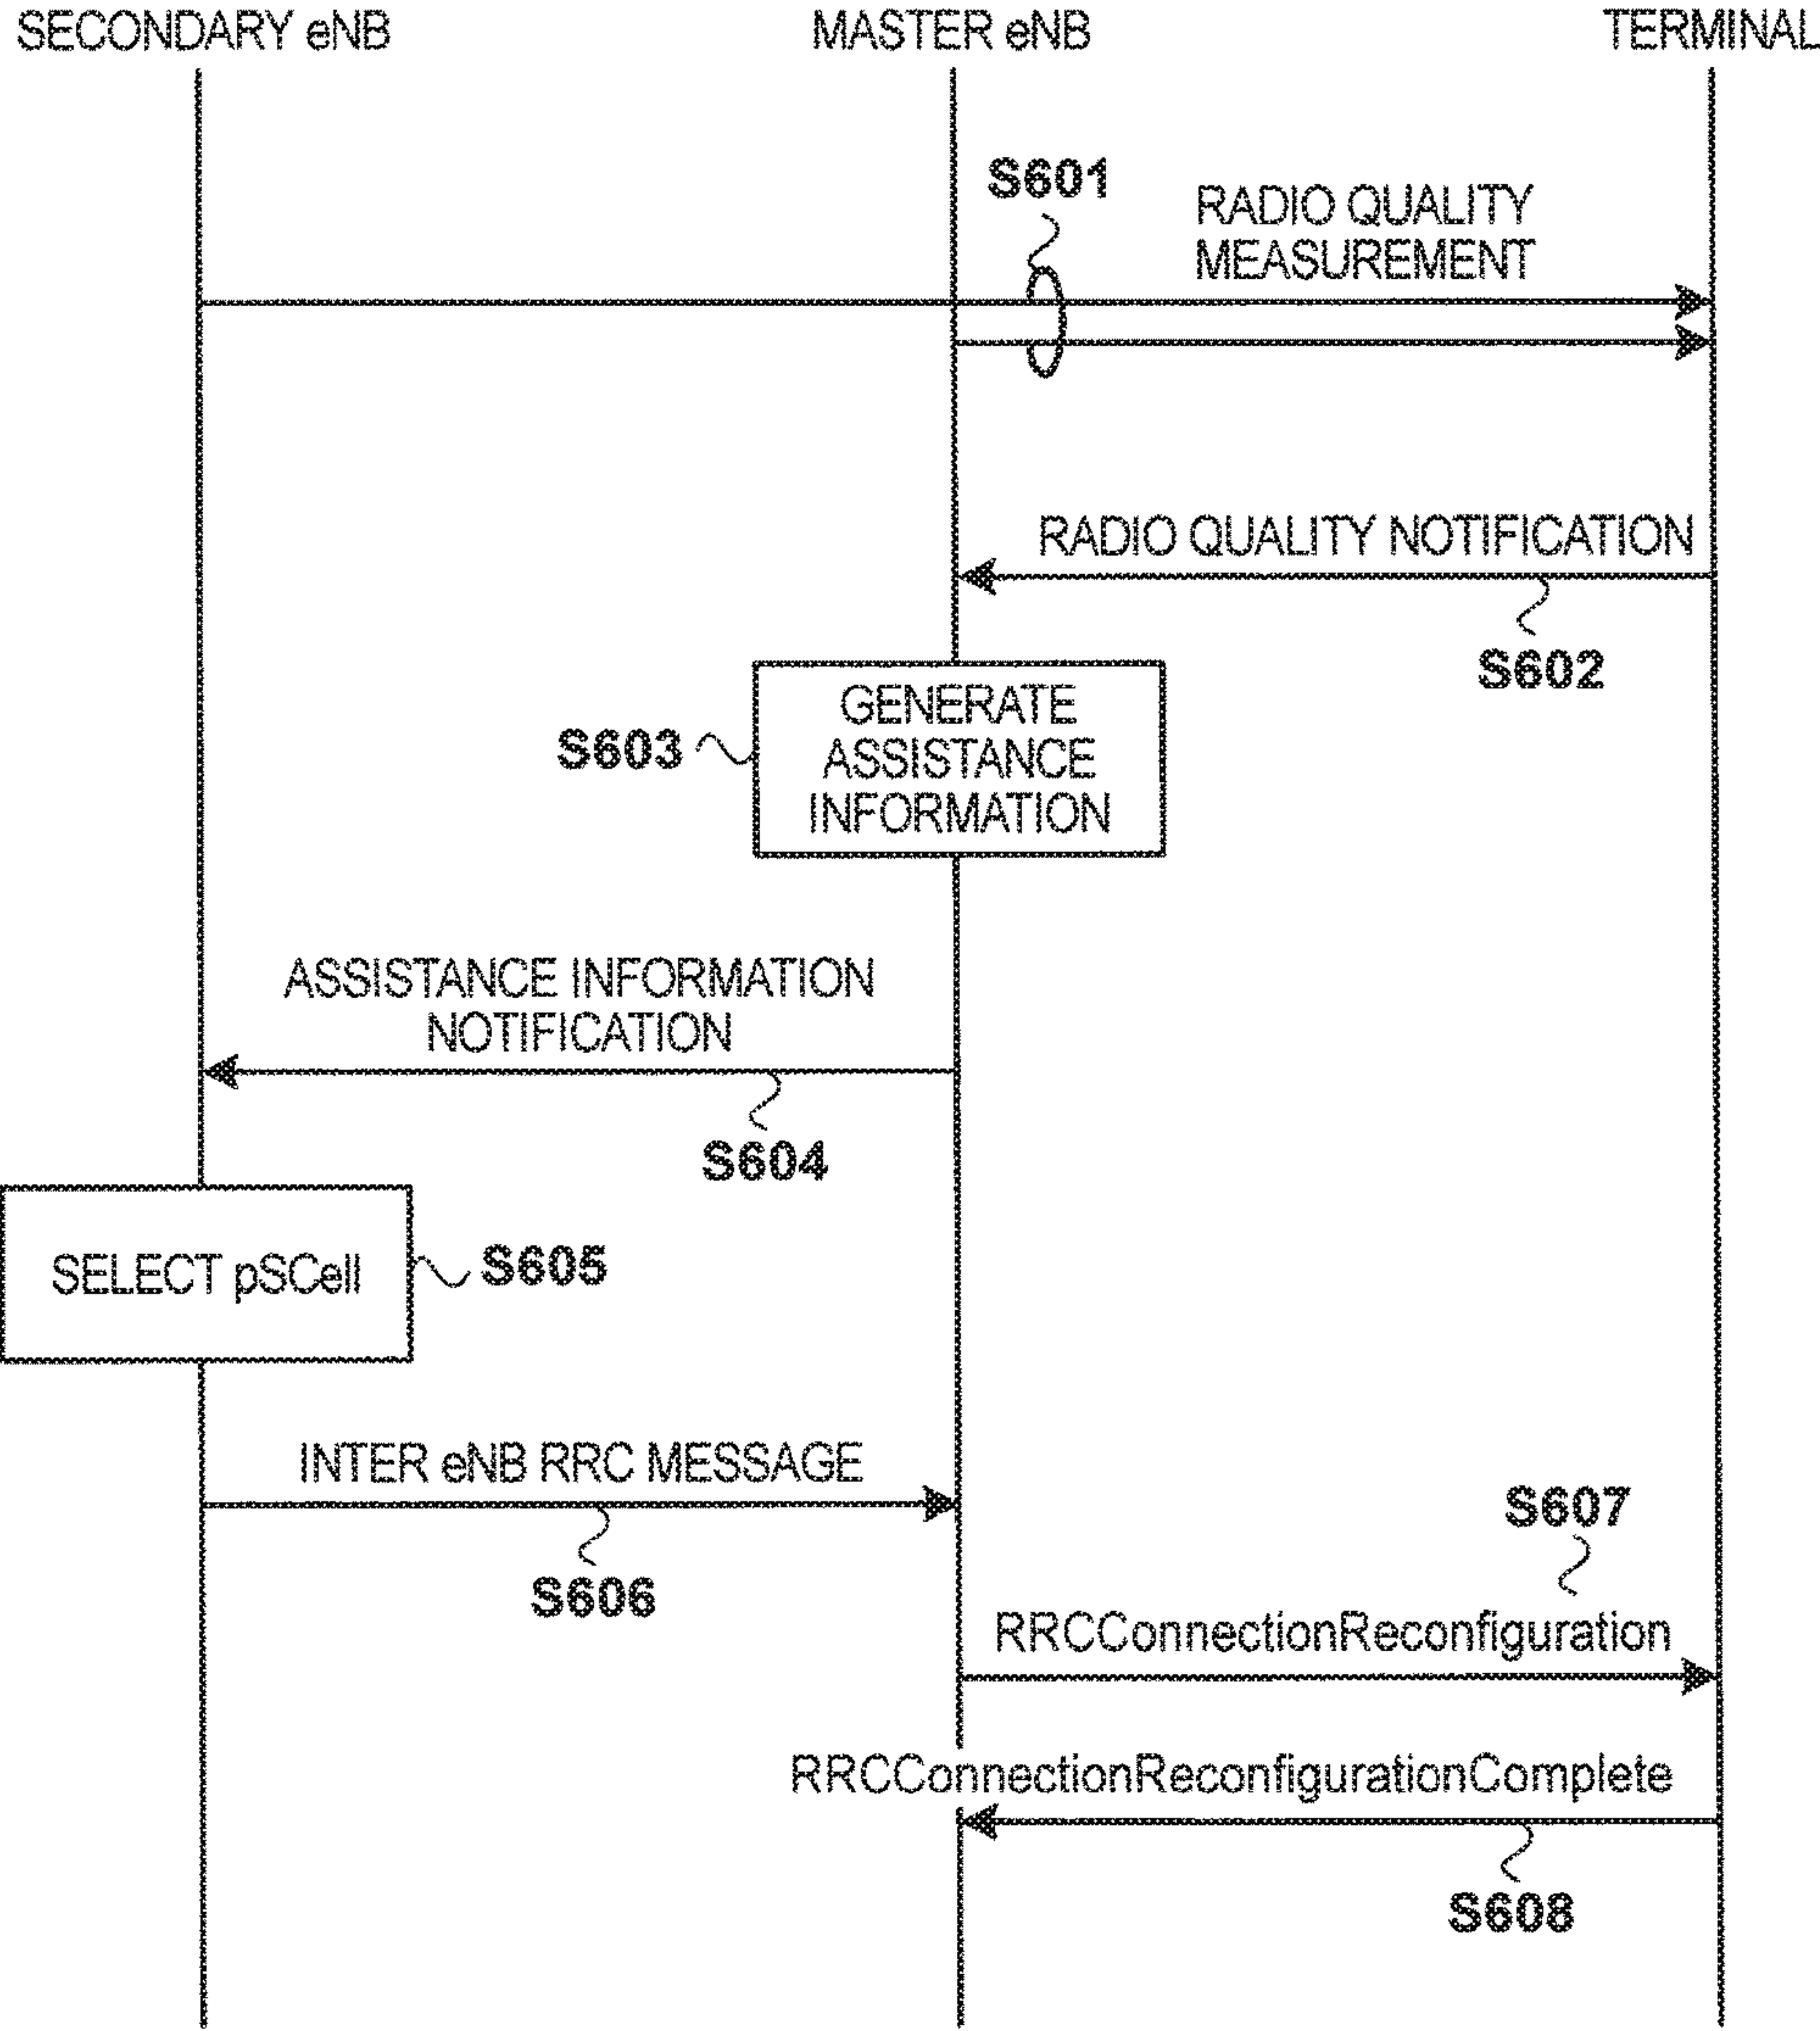 SECONDARY eNB
MASTER eNB
TERMINAL
S601
RADIO QUALITY
MEASUREMENT
RADIO QUALITY NOTIFICATION
S602
GENERATE
ASSISTANCE
INFORMATION
S603
ASSISTANCE INFORMATION
NOTIFICATION
S604
SELECT pSCell
S605
INTER eNB RRC MESSAGE
S606
S607
RRCConnectionReconfiguration
RRCConnectionReconfigurationComplete
S608